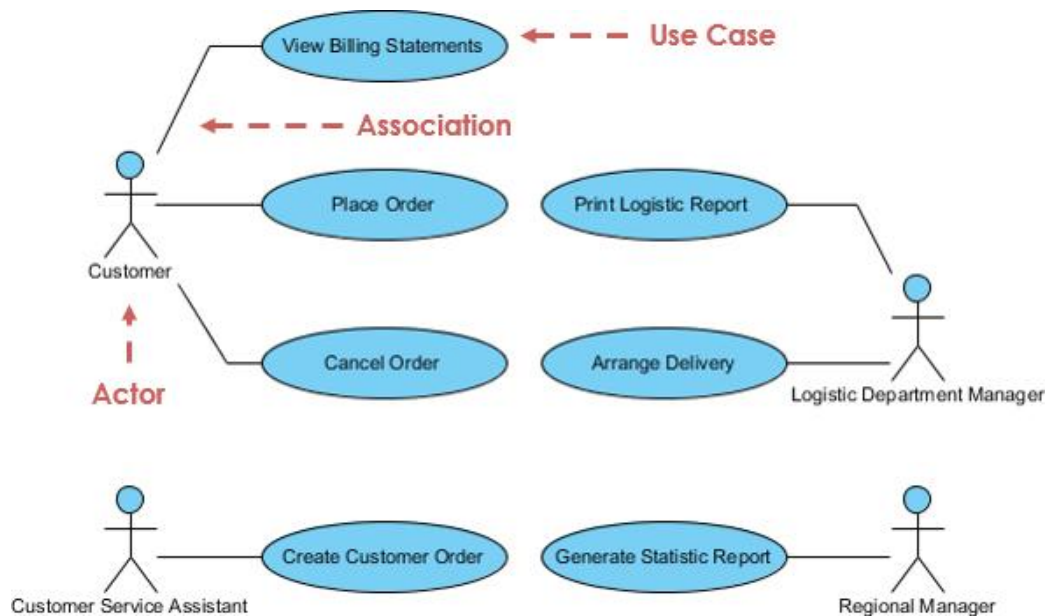 View Billing Statements
Use Case
Association
Place Order
Print Logistic Report
Customer
Cancel Order
Arrange Delivery
Actor
Logistic Department Manager
Create Customer Order
Generate Statistic Report
Customer Service Assistant
Regional Manager